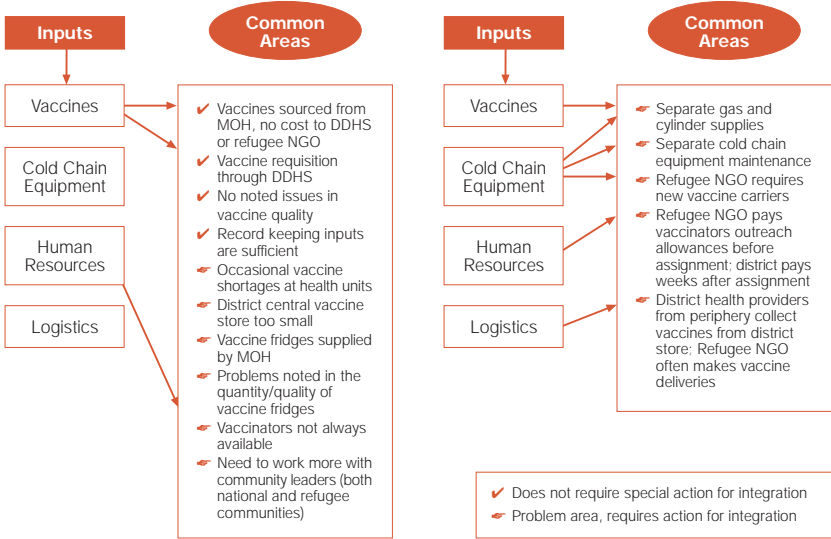 Inputs
Common
Areas
Vaccines
Cold Chain
Equipment
Human
Resources
Logistics
✔ Vaccines sourced from
MOH, no cost to DDHS
or refugee NGO
✔ Vaccine requisition
through DDHS
✔ No noted issues in
vaccine quality
✔ Record keeping inputs
are sufficient
☛ Occasional vaccine
shortages at health units
☛ District central vaccine
store too small
☛ Vaccine fridges supplied
by MOH
☛ Problems noted in the
quantity/quality of
vaccine fridges
☛ Vaccinators not always
available
☛ Need to work more with
community leaders (both
national and refugee
communities)
Inputs
Common
Areas
Vaccines
Cold Chain
Equipment
Human
Resources
Logistics
☛ Separate gas and
cylinder supplies
☛ Separate cold chain
equipment maintenance
☛ Refugee NGO requires
new vaccine carriers
☛ Refugee NGO pays
vaccinators outreach
allowances before
assignment; district pays
weeks after assignment
☛ District health providers
from periphery collect
vaccines from district
store; Refugee NGO
often makes vaccine
deliveries
✔ Does not require special action for integration
☛ Problem area, requires action for integration